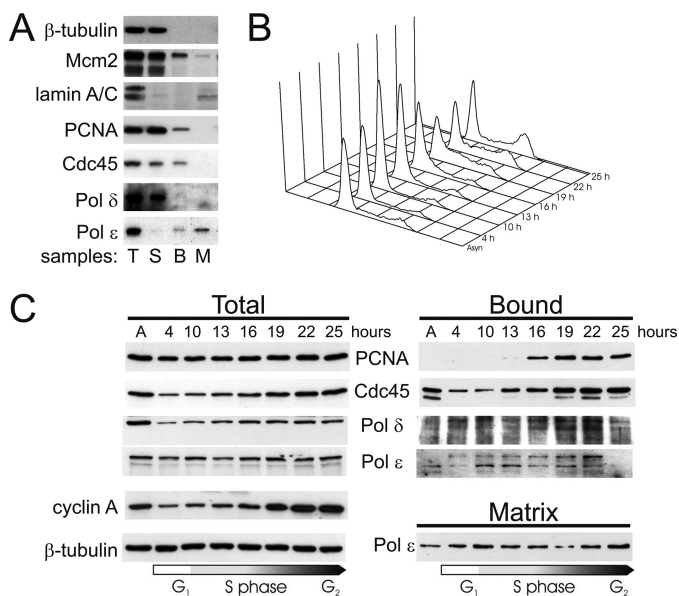 A
β-tubulin
Mcm2
lamin A/C
PCNA
Cdc45
Pol δ
Pol ε
samples: T S B M
B
25 h
22 h
19 h
16 h
13 h
10 h
4 h
Asyn
C
Total
A 4 10 13 16 19 22 25 hours
Bound
A 4 10 13 16 19 22 25 hours
PCNA
Cdc45
Pol δ
Pol ε
cyclin A
β-tubulin
G1 S phase G2
Matrix
Pol ε
G1 S phase G2